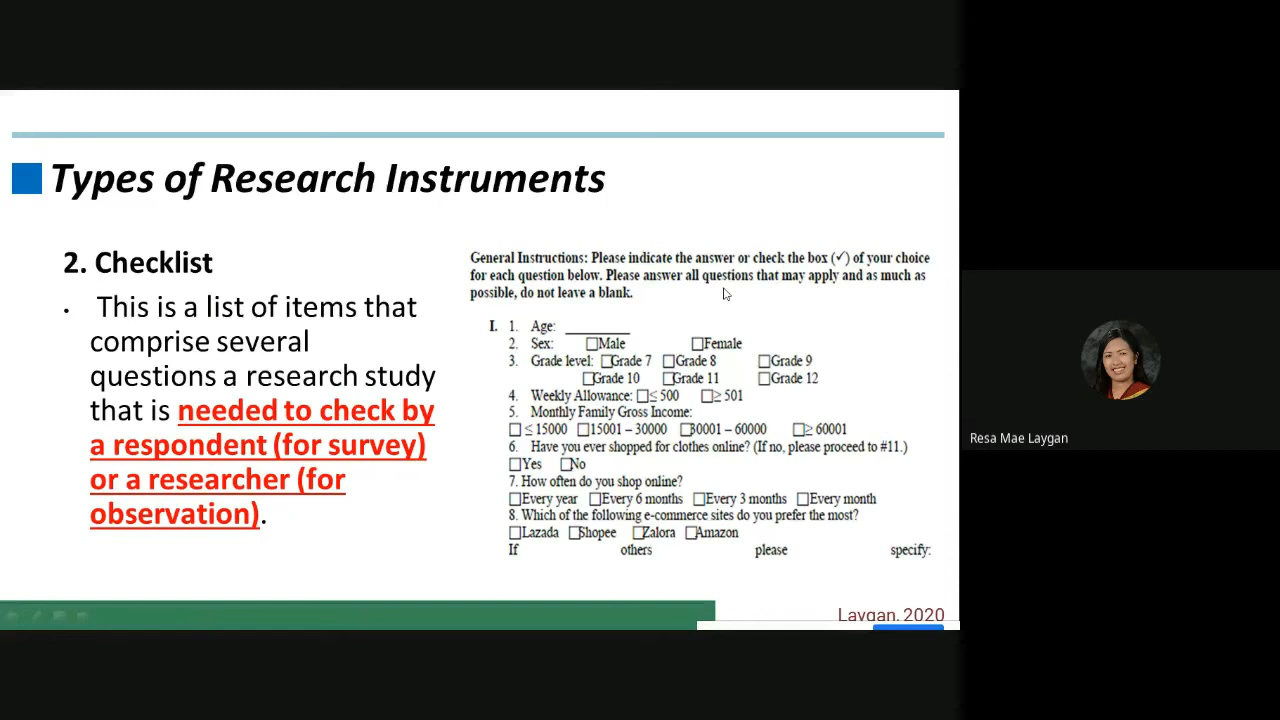 Types of Research Instruments
2. Checklist
• This is a list of items that
comprise several
questions a research study
that is needed to check by
a respondent (for survey)
or a researcher (for
observation).
General Instructions: Please indicate the answer or check the box (✓) of your choice
for each question below. Please answer all questions that may apply and as much as
possible, do not leave a blank.
I. 1. Age: __________
2. Sex: ☐Male ☐Female
3. Grade level: ☐Grade 7 ☐Grade 8 ☐Grade 9
☐Grade 10 ☐Grade 11 ☐Grade 12
4. Weekly Allowance: ☐≤ 500 ☐≥ 501
5. Monthly Family Gross Income:
☐≤ 15000 ☐15001 – 30000 ☐30001 – 60000 ☐≥ 60001
6. Have you ever shopped for clothes online? (If no, please proceed to #11.)
☐Yes ☐No
7. How often do you shop online?
☐Every year ☐Every 6 months ☐Every 3 months ☐Every month
8. Which of the following e-commerce sites do you prefer the most?
☐Lazada ☐Shopee ☐Zalora ☐Amazon
If others please specify:
Laygan, 2020
Resa Mae Laygan